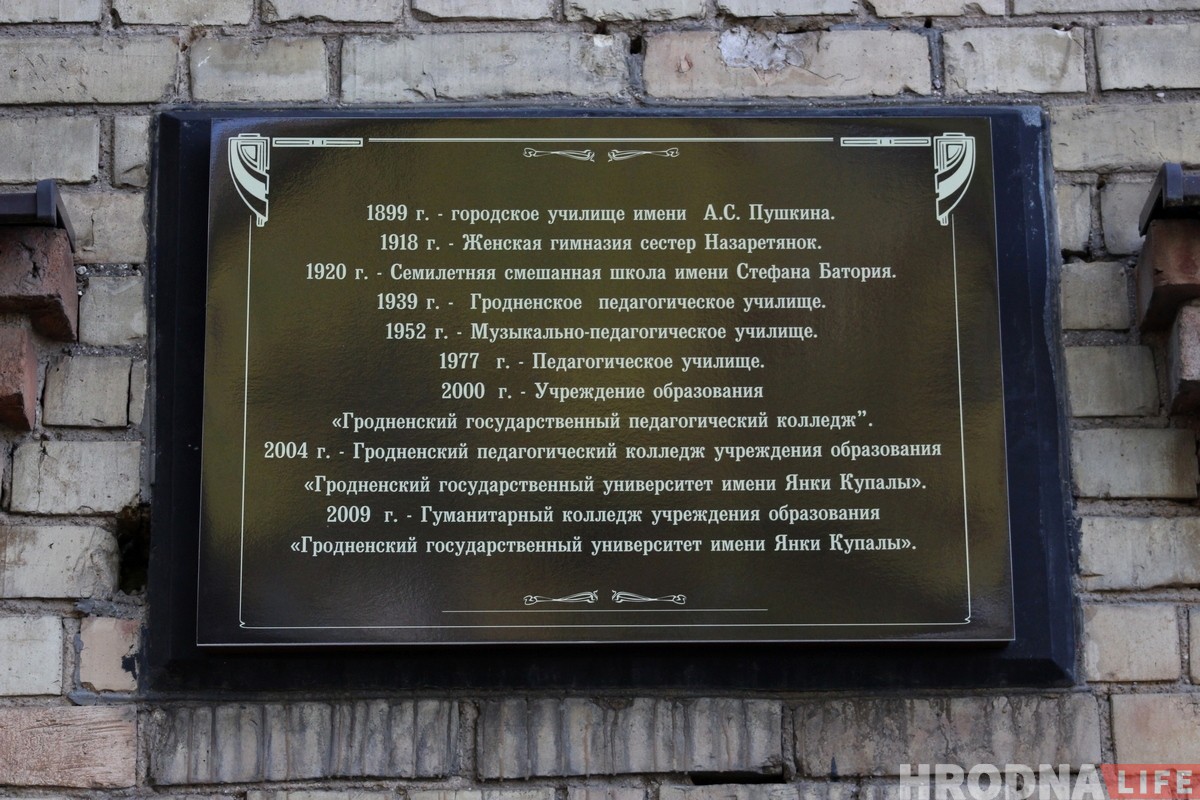 1899 г. - городское училище имени А.С. Пушкина.
1918 г. - Женская гимназия сестер Назаретянок.
1920 г. - Семилетняя смешанная школа имени Стефана Батория.
1939 г. - Гродненское педагогическое училище.
1952 г. - Музыкально-педагогическое училище.
1977 г. - Педагогическое училище.
2000 г. - Учреждение образования
«Гродненский государственный педагогический колледж”.
2004 г. - Гродненский педагогический колледж учреждения образования
«Гродненский государственный университет имени Янки Купалы».
2009 г. - Гуманитарный колледж учреждения образования
«Гродненский государственный университет имени Янки Купалы».
HRODNA LIFE